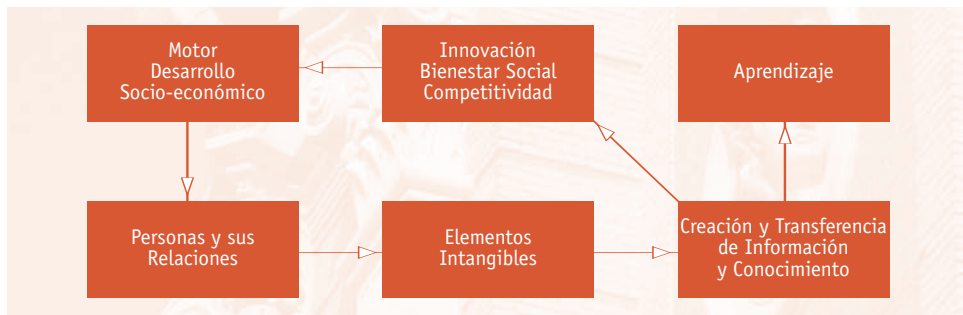 Motor
Desarrollo
Socio-económico
Innovación
Bienestar Social
Competitividad
Aprendizaje
Personas y sus
Relaciones
Elementos
Intangibles
Creación y Transferencia
de Información
y Conocimiento